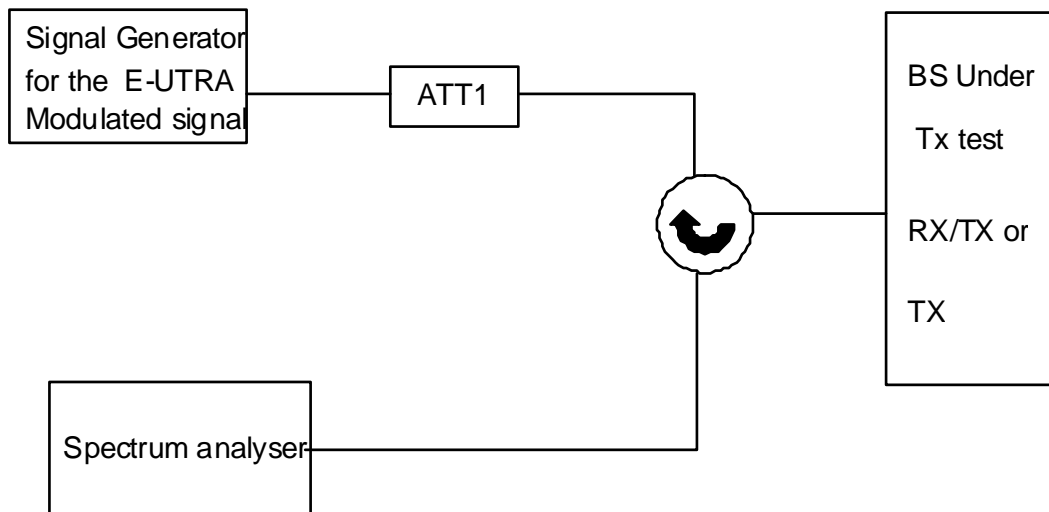 Signal Generator
for the E-UTRA
Modulated signal
ATT1
BS Under
Tx test
RX/TX or
TX
Spectrum analyser